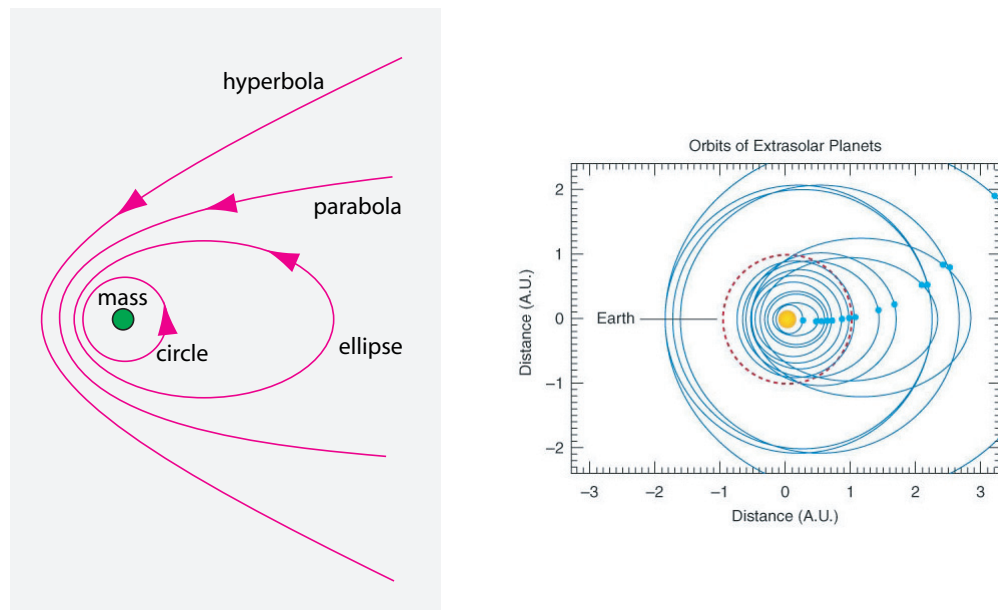 hyperbola
parabola
mass
circle
ellipse
Orbits of Extrasolar Planets
Distance (A.U.)
2
1
Earth
0
–1
–2
–3
–2
–1
0
1
2
3
Distance (A.U.)